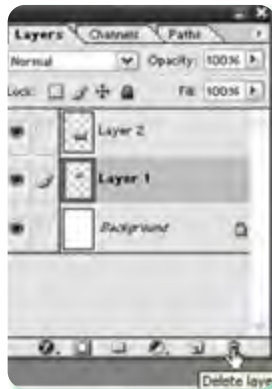 Layers Channels Paths
Normal Opacity: 100%
Lock: Fill: 100%
Layer 2
Layer 1
Background
Delete laye